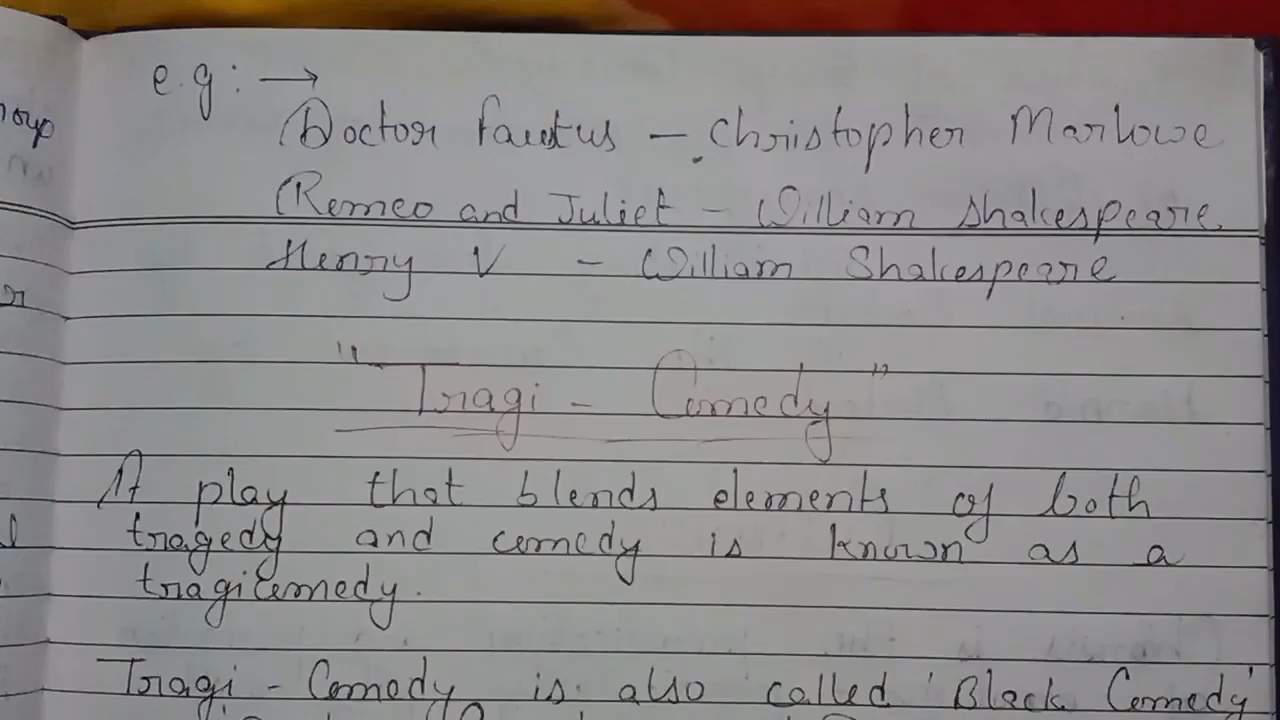 e.g : →
Doctor Faustus — Christopher Marlowe
Romeo and Juliet — William Shakespeare.
Henry V — William Shakespeare
"Tragi - Comedy"
A play that blends elements of both
tragedy and comedy is known as a
tragicomedy.
Tragi - Comedy is also called 'Black Comedy'